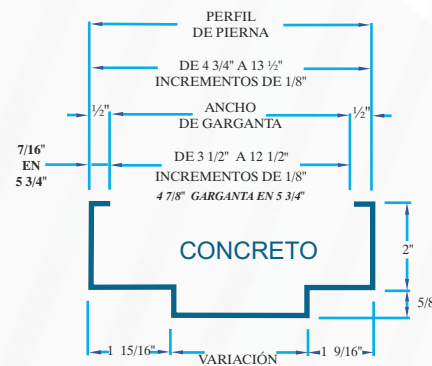 PERFIL
DE PIERNA
DE 4 3/4" A 13 ½"
INCREMENTOS DE 1/8"
½"
ANCHO
DE GARGANTA
½"
7/16"
EN
5 3/4"
DE 3 1/2" A 12 1/2"
INCREMENTOS DE 1/8"
4 7/8" GARGANTA EN 5 3/4"
CONCRETO
2"
5/8
1 15/16"
VARIACIÓN
1 9/16"